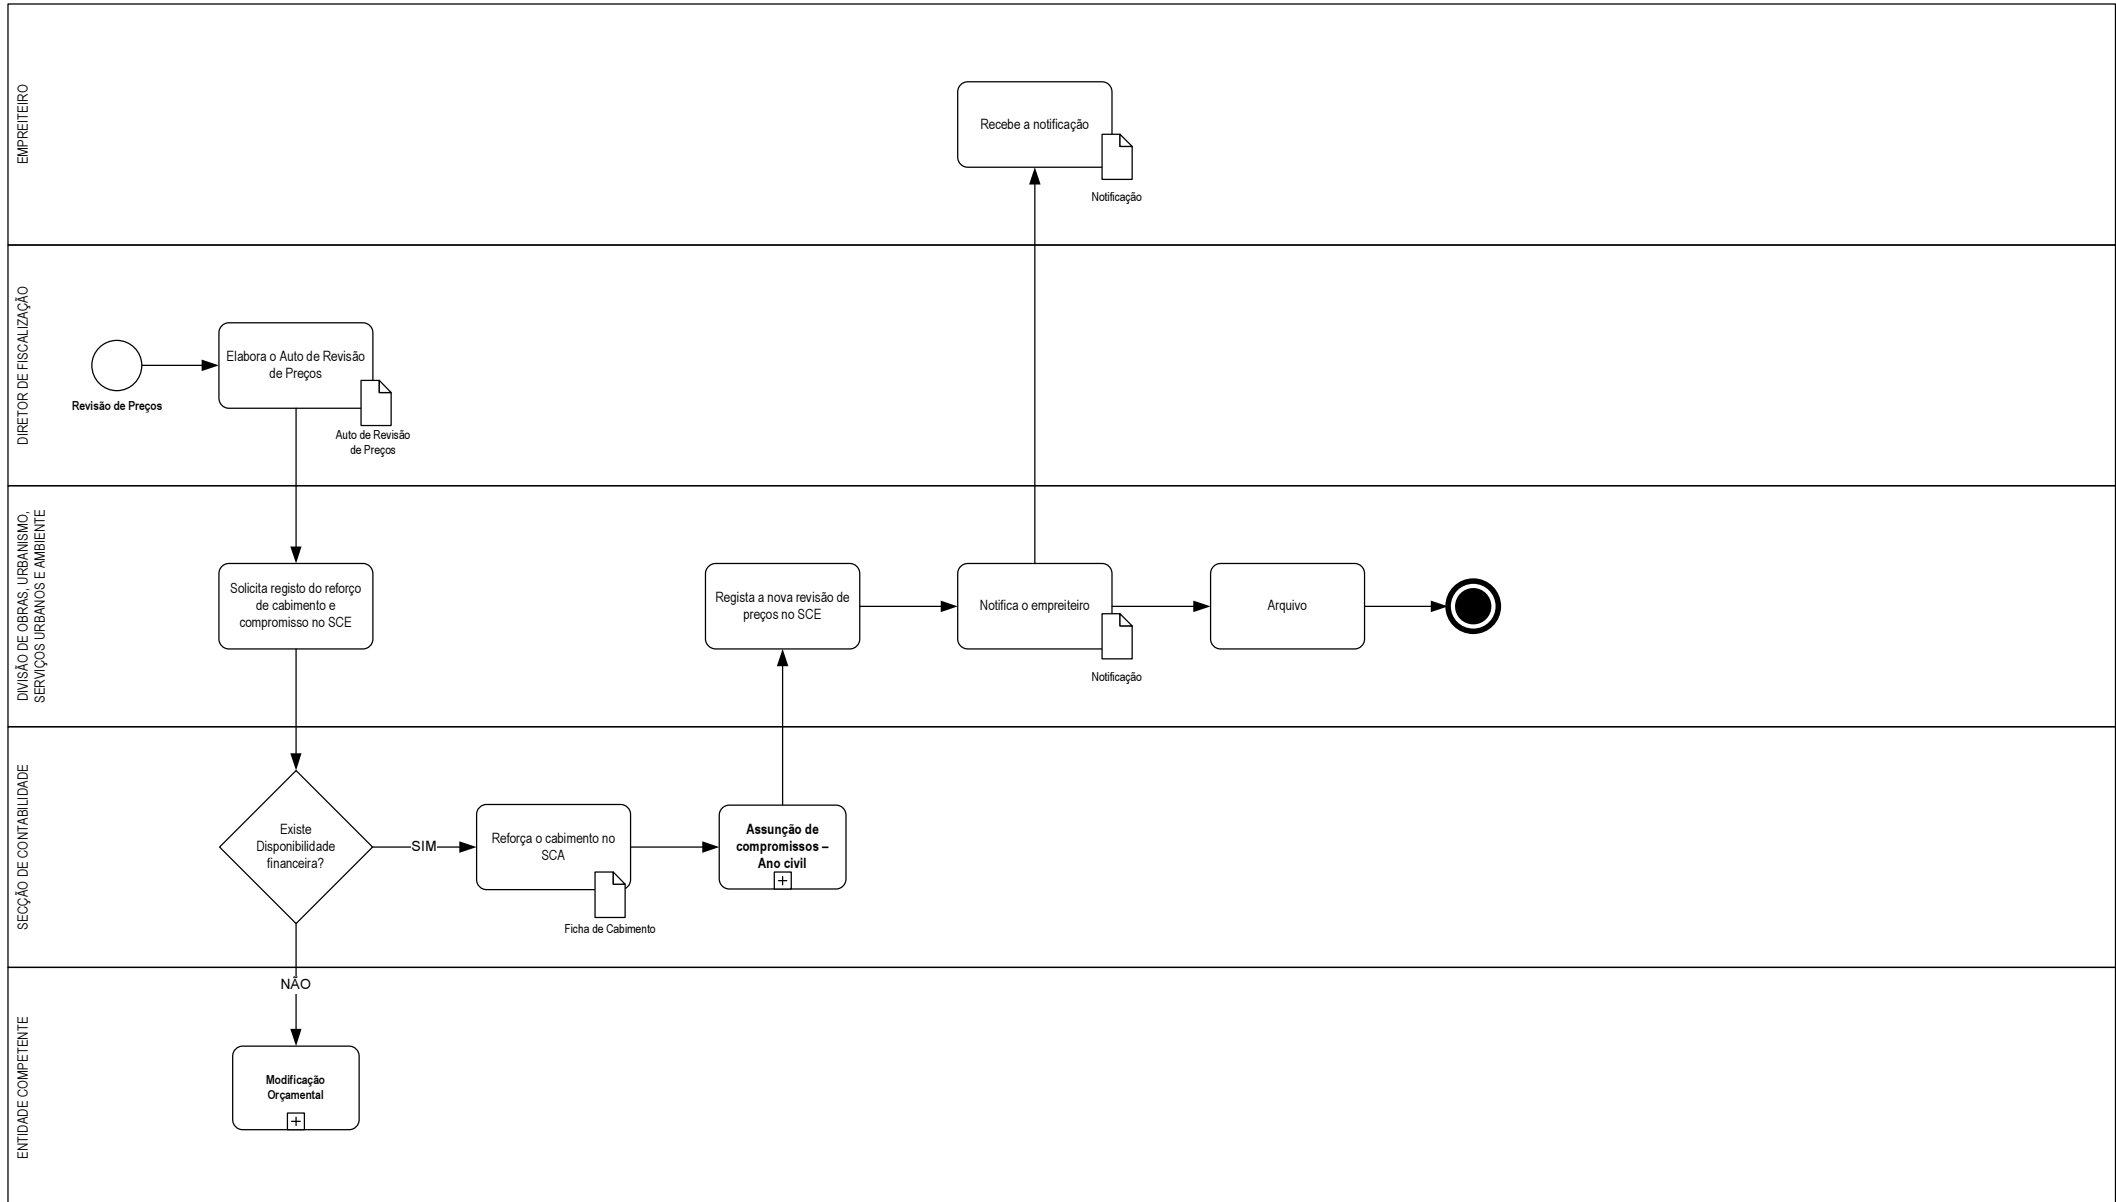 EMPREITEIRO
Recebe a notificação
Notificação
DIRETOR DE FISCALIZAÇÃO
Revisão de Preços
Elabora o Auto de Revisão
de Preços
Auto de Revisão
de Preços
DIVISÃO DE OBRAS, URBANISMO,
SERVIÇOS URBANOS E AMBIENTE
Solicita registo do reforço
de cabimento e
compromisso no SCE
Regista a nova revisão de
preços no SCE
Notifica o empreiteiro
Notificação
Arquivo
SECÇÃO DE CONTABILIDADE
Existe
Disponibilidade
financeira?
SIM
Reforça o cabimento no
SCA
Ficha de Cabimento
Assunção de
compromissos –
Ano civil
ENTIDADE COMPETENTE
NÃO
Modificação
Orçamental